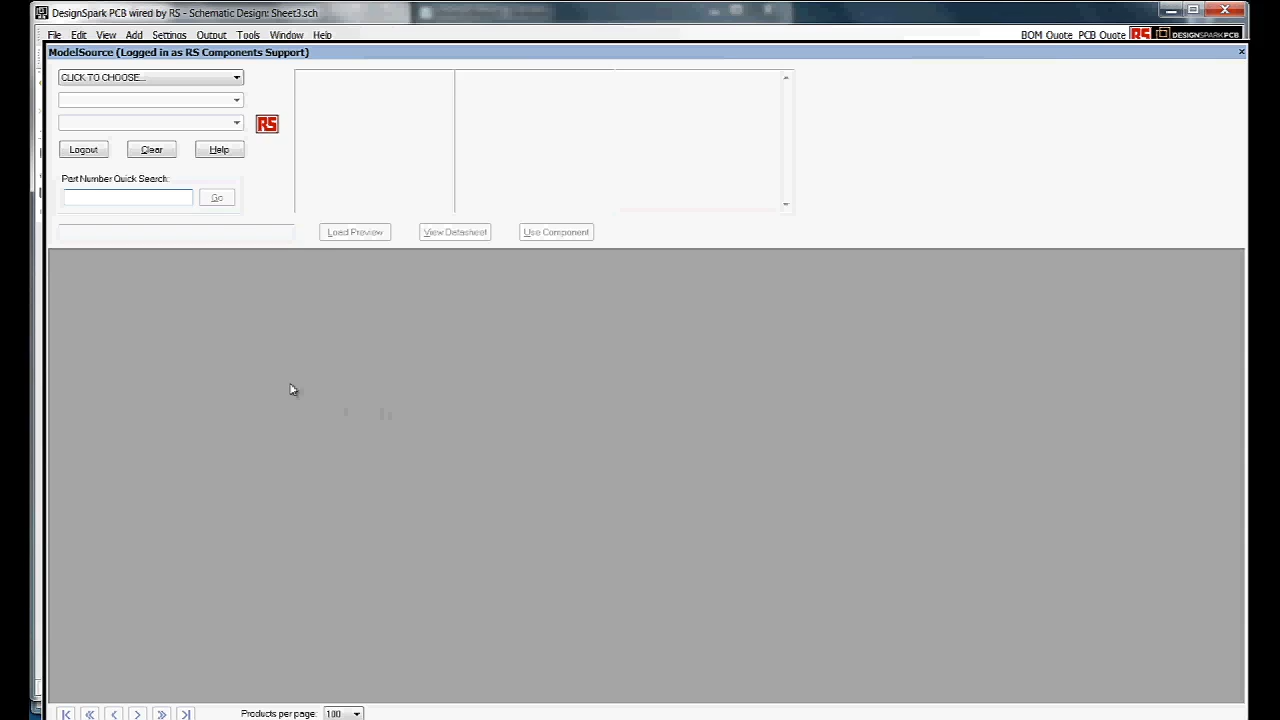 DesignSpark PCB wired by RS - Schematic Design: Sheet3.sch
File Edit View Add Settings Output Tools Window Help BOM Quote PCB Quote RS DESIGNSPARK PCB
ModelSource (Logged in as RS Components Support)
CLICK TO CHOOSE...
RS
Logout Clear Help
Part Number Quick Search:
Go
Load Preview View Datasheet Use Component
Products per page: 100